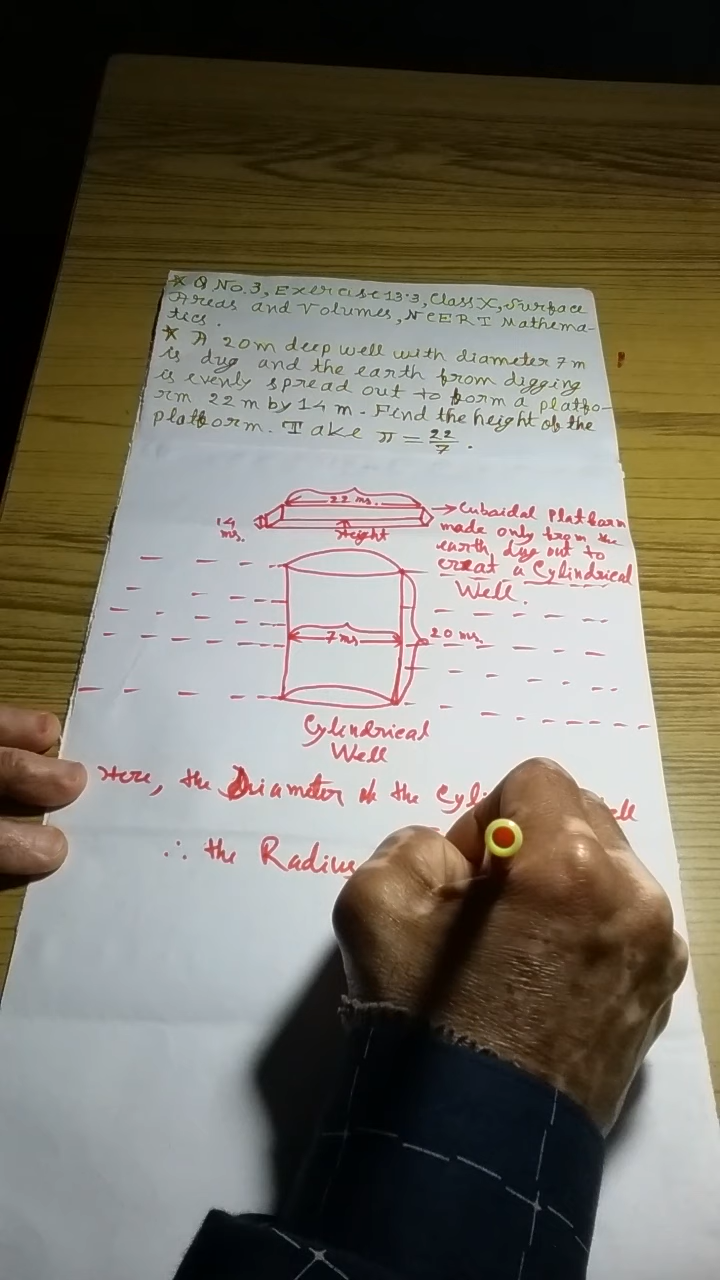 * Q No.3, Exercise 13.3, Class X, Surface
Areas and Volumes, NCERT Mathema-
tics.
* A 20m deep well with diameter 7m
is dug and the earth from digging
is evenly spread out to form a platfo-
rm 22 m by 14 m. Find the height of the
platform. Take π = 22/7.
22 ms.
14
ms.
Height
→ Cuboidal Platform
made only from the
earth dug out to
creat a Cylindrical
Well.
7 ms
20 ms.
Cylindrical
Well
Here, the Diameter of the
∴ the Radius